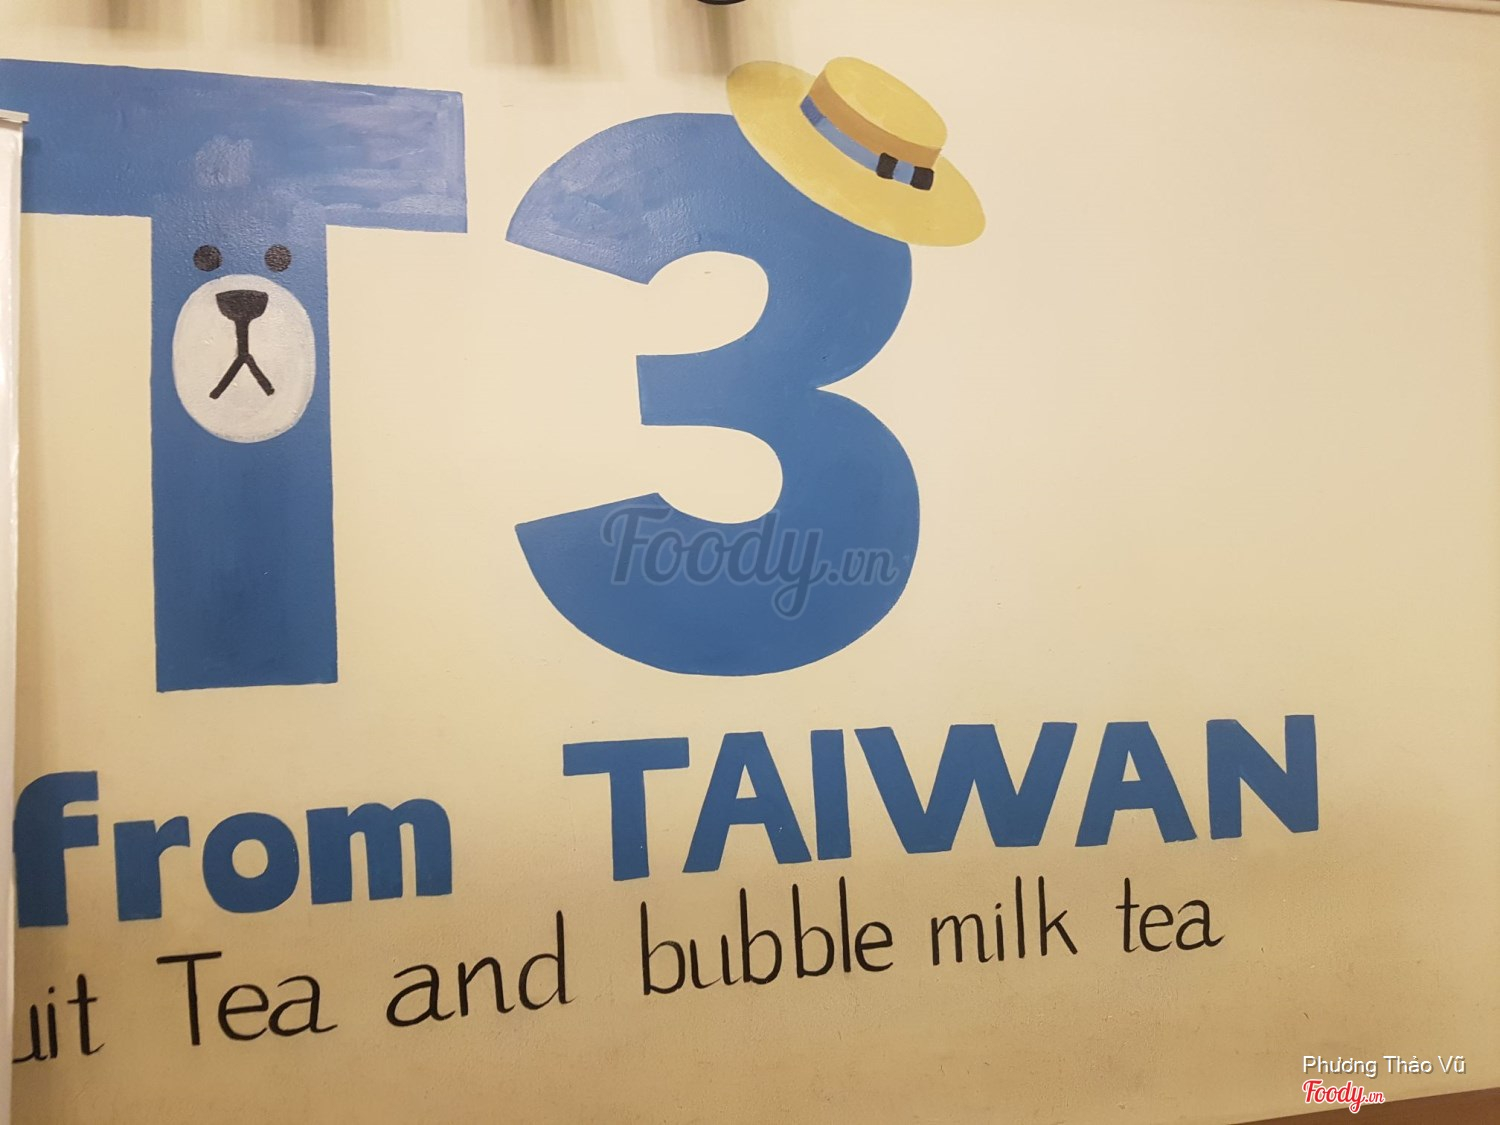 T3
Foody.vn
from TAIWAN
uit Tea and bubble milk tea
Phương Thảo Vũ
Foody.vn